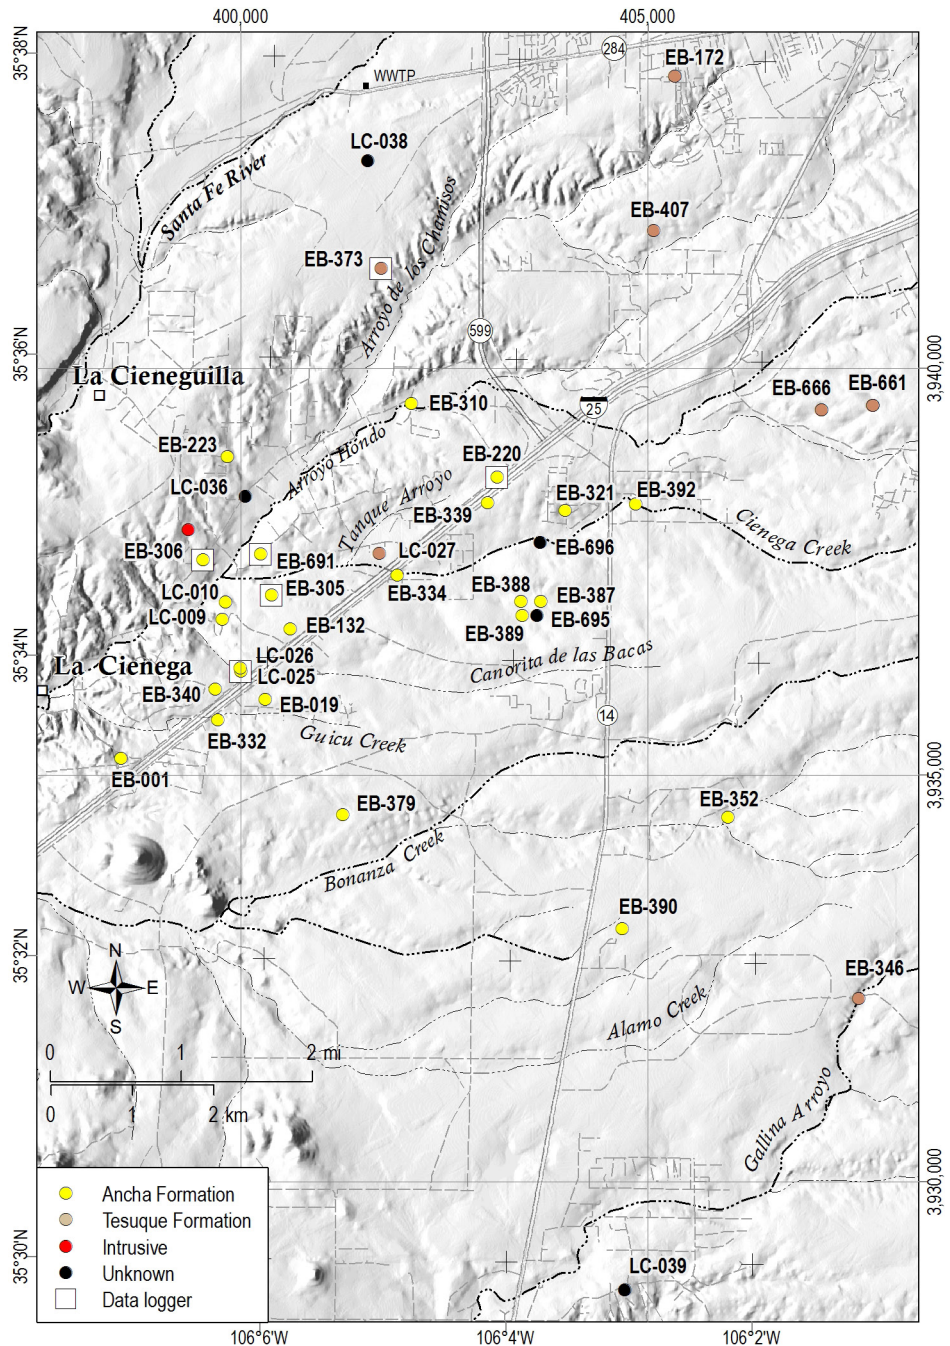 400,000
405,000
35°38'N
284
EB-172
WWTP
LC-038
Santa Fe River
EB-407
EB-373
Arroyo de los Chamisos
599
35°36'N
3,940,000
La Cieneguilla
EB-666
EB-661
25
EB-310
EB-223
Arroyo Hondo
EB-220
LC-036
Tanque Arroyo
EB-321
EB-392
EB-339
Cienega Creek
EB-306
EB-691
LC-027
EB-696
EB-334
LC-010
EB-305
EB-388
EB-387
LC-009
EB-132
EB-389
EB-695
35°34'N
La Cienega
LC-026
LC-025
Canorita de las Bacas
EB-340
EB-019
14
EB-332
Guicu Creek
EB-001
3,935,000
EB-379
EB-352
Bonanza Creek
EB-390
35°32'N
N
W
E
S
EB-346
Alamo Creek
0
1
2 mi
0
1
2 km
Gallina Arroyo
3,930,000
Ancha Formation
Tesuque Formation
Intrusive
Unknown
Data logger
35°30'N
LC-039
106°6'W
106°4'W
106°2'W